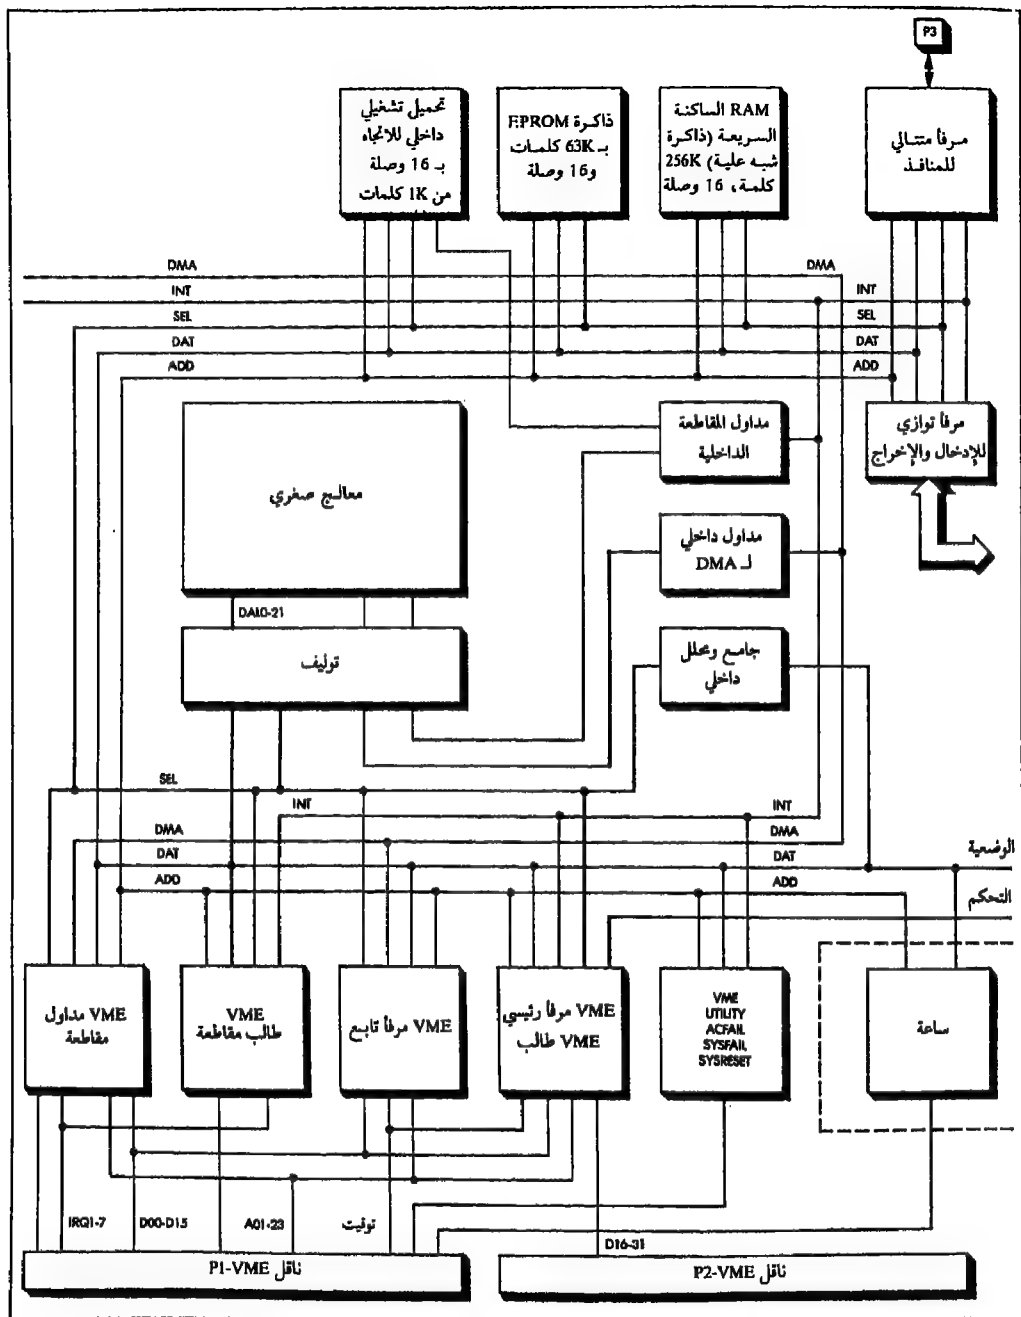 P3
تحميل تشغيلي
داخلي للاتجاه
بـ 16 وصلة
من 1K كلمات
ذاكرة EPROM
بـ 63K كلمات
و16 وصلة
RAM الساكنة
السريعة (ذاكرة
شبه علية) 256K
كلمة، 16 وصلة
مرفأ متتالي
للمنافذ
DMA
DMA
INT
INT
SEL
SEL
DAT
DAT
ADD
ADD
معالج صغري
مداول المقاطعة
الداخلية
مرفأ توازي
للإدخال والإخراج
مداول داخلي
لـ DMA
DAI0-21
توليف
جامع ومحلل
داخلي
SEL
INT
INT
DMA
DMA
DAT
DAT
الوضعية
ADD
ADD
التحكم
VME مداول
مقاطعة
VME
طالب مقاطعة
VME مرفأ تابع
VME مرفأ رئيسي
VME طالب
VME
UTILITY
ACFAIL
SYSFAIL
SYSRESET
ساعة
IRQ1-7
D00-D15
A01-23
توقيت
D16-31
ناقل P1-VME
ناقل P2-VME